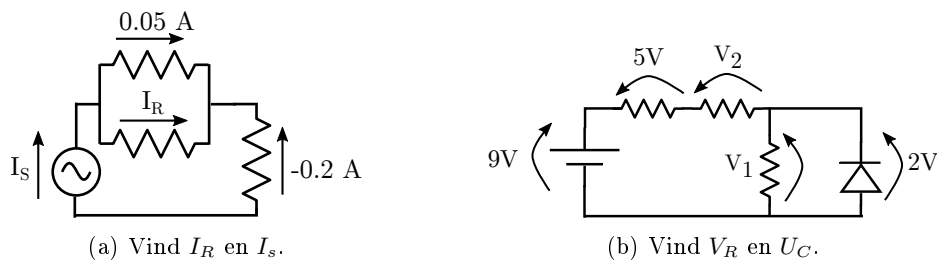 0.05 A
I_R
I_S
-0.2 A
(a) Vind I_R en I_s.
5V
V_2
9V
V_1
2V
(b) Vind V_R en U_C.